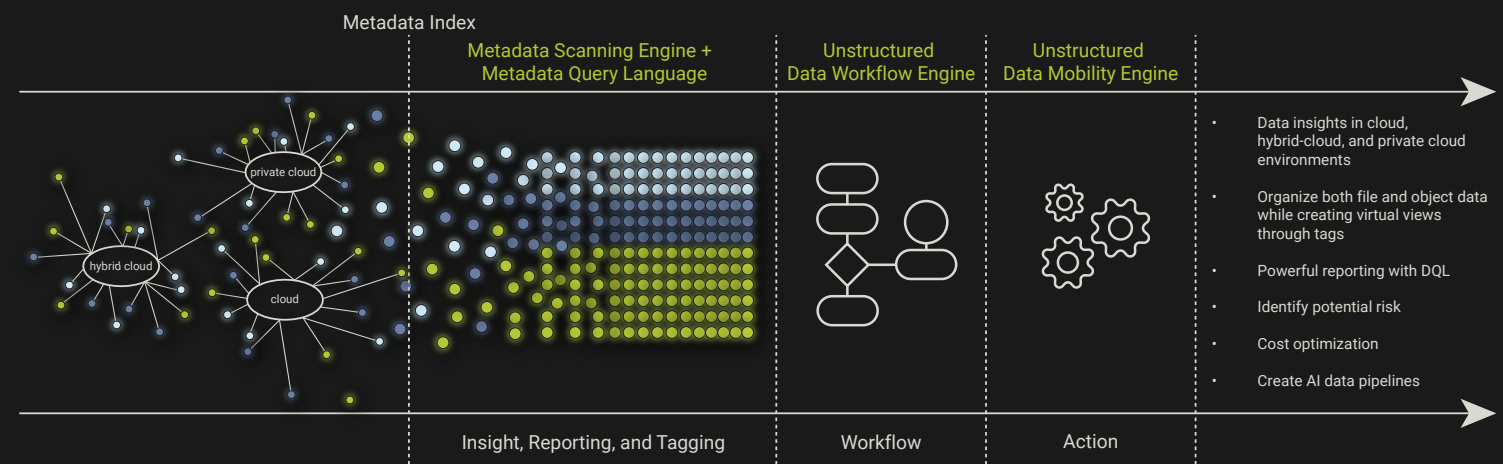 Metadata Index
Metadata Scanning Engine +
Metadata Query Language
Unstructured
Data Workflow Engine
Unstructured
Data Mobility Engine
private cloud
hybrid cloud
cloud
• Data insights in cloud,
hybrid-cloud, and private cloud
environments
• Organize both file and object data
while creating virtual views
through tags
• Powerful reporting with DQL
• Identify potential risk
• Cost optimization
• Create AI data pipelines
Insight, Reporting, and Tagging
Workflow
Action